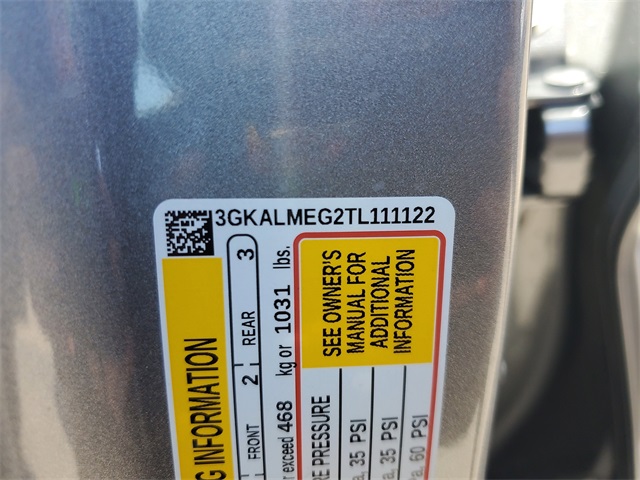 3GKALMEG2TL111122
G INFORMATION
FRONT 2 REAR 3
r exceed 468 kg or 1031 lbs.
SEE OWNER'S
MANUAL FOR
ADDITIONAL
INFORMATION
RE PRESSURE
a, 35 PSI
a, 35 PSI
a, 60 PSI